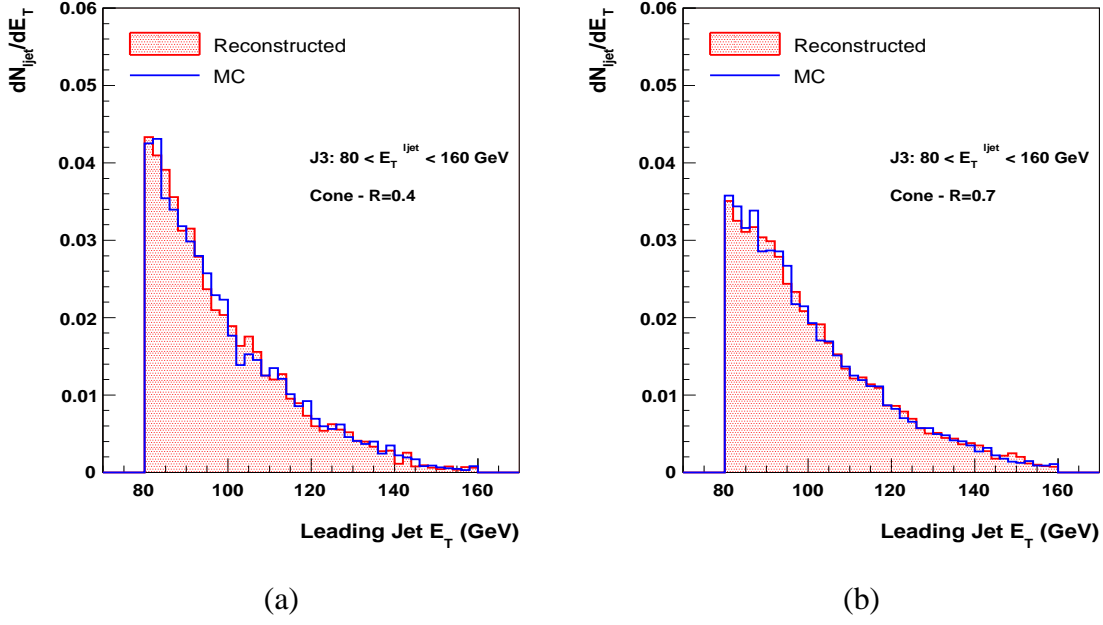 dN_ljet/dE_T
0.06
0.05
0.04
0.03
0.02
0.01
0
Reconstructed
MC
J3: 80 < E_T^ljet < 160 GeV
Cone - R=0.4
80 100 120 140 160
Leading Jet E_T (GeV)
(a)
dN_ljet/dE_T
0.06
0.05
0.04
0.03
0.02
0.01
0
Reconstructed
MC
J3: 80 < E_T^ljet < 160 GeV
Cone - R=0.7
80 100 120 140 160
Leading Jet E_T (GeV)
(b)